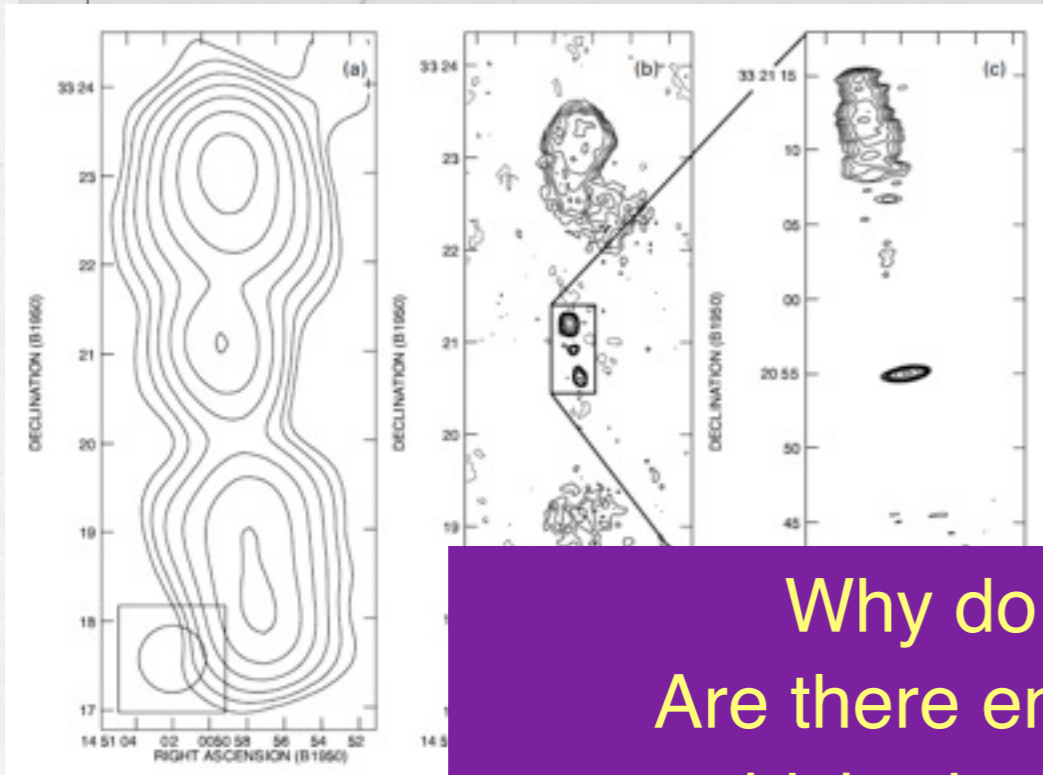 (a)
(b)
(c)
33 24
23
22
21
20
19
18
17
DECLINATION (B1950)
14 51 04 02 0050 58 56 54 52
RIGHT ASCENSION (B1950)
33 24
23
22
21
20
19
DECLINATION (B1950)
14 5
33 21 15
10
05
00
20 55
50
45
DECLINATION (B1950)
Why do
Are there en